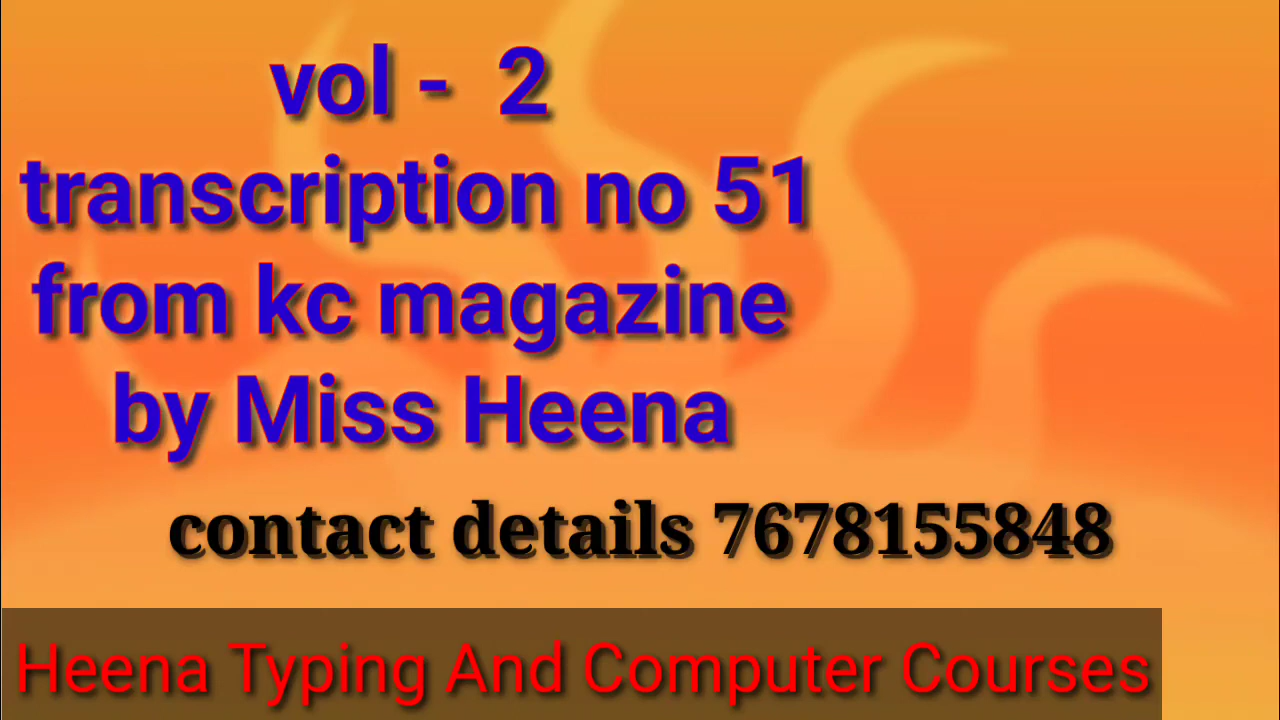 vol - 2
transcription no 51
from kc magazine
by Miss Heena
contact details 7678155848
Heena Typing And Computer Courses